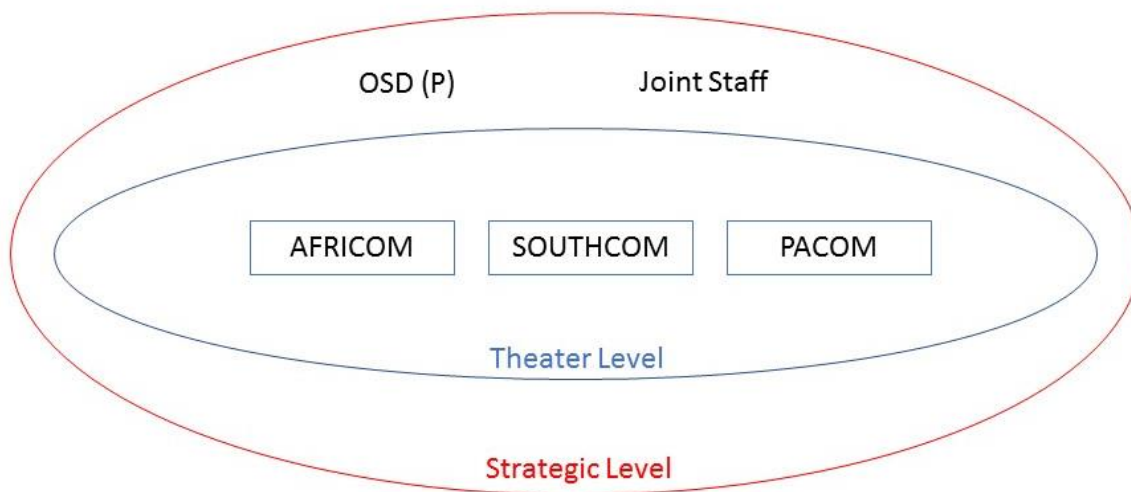 OSD (P) Joint Staff
AFRICOM SOUTHCOM PACOM
Theater Level
Strategic Level